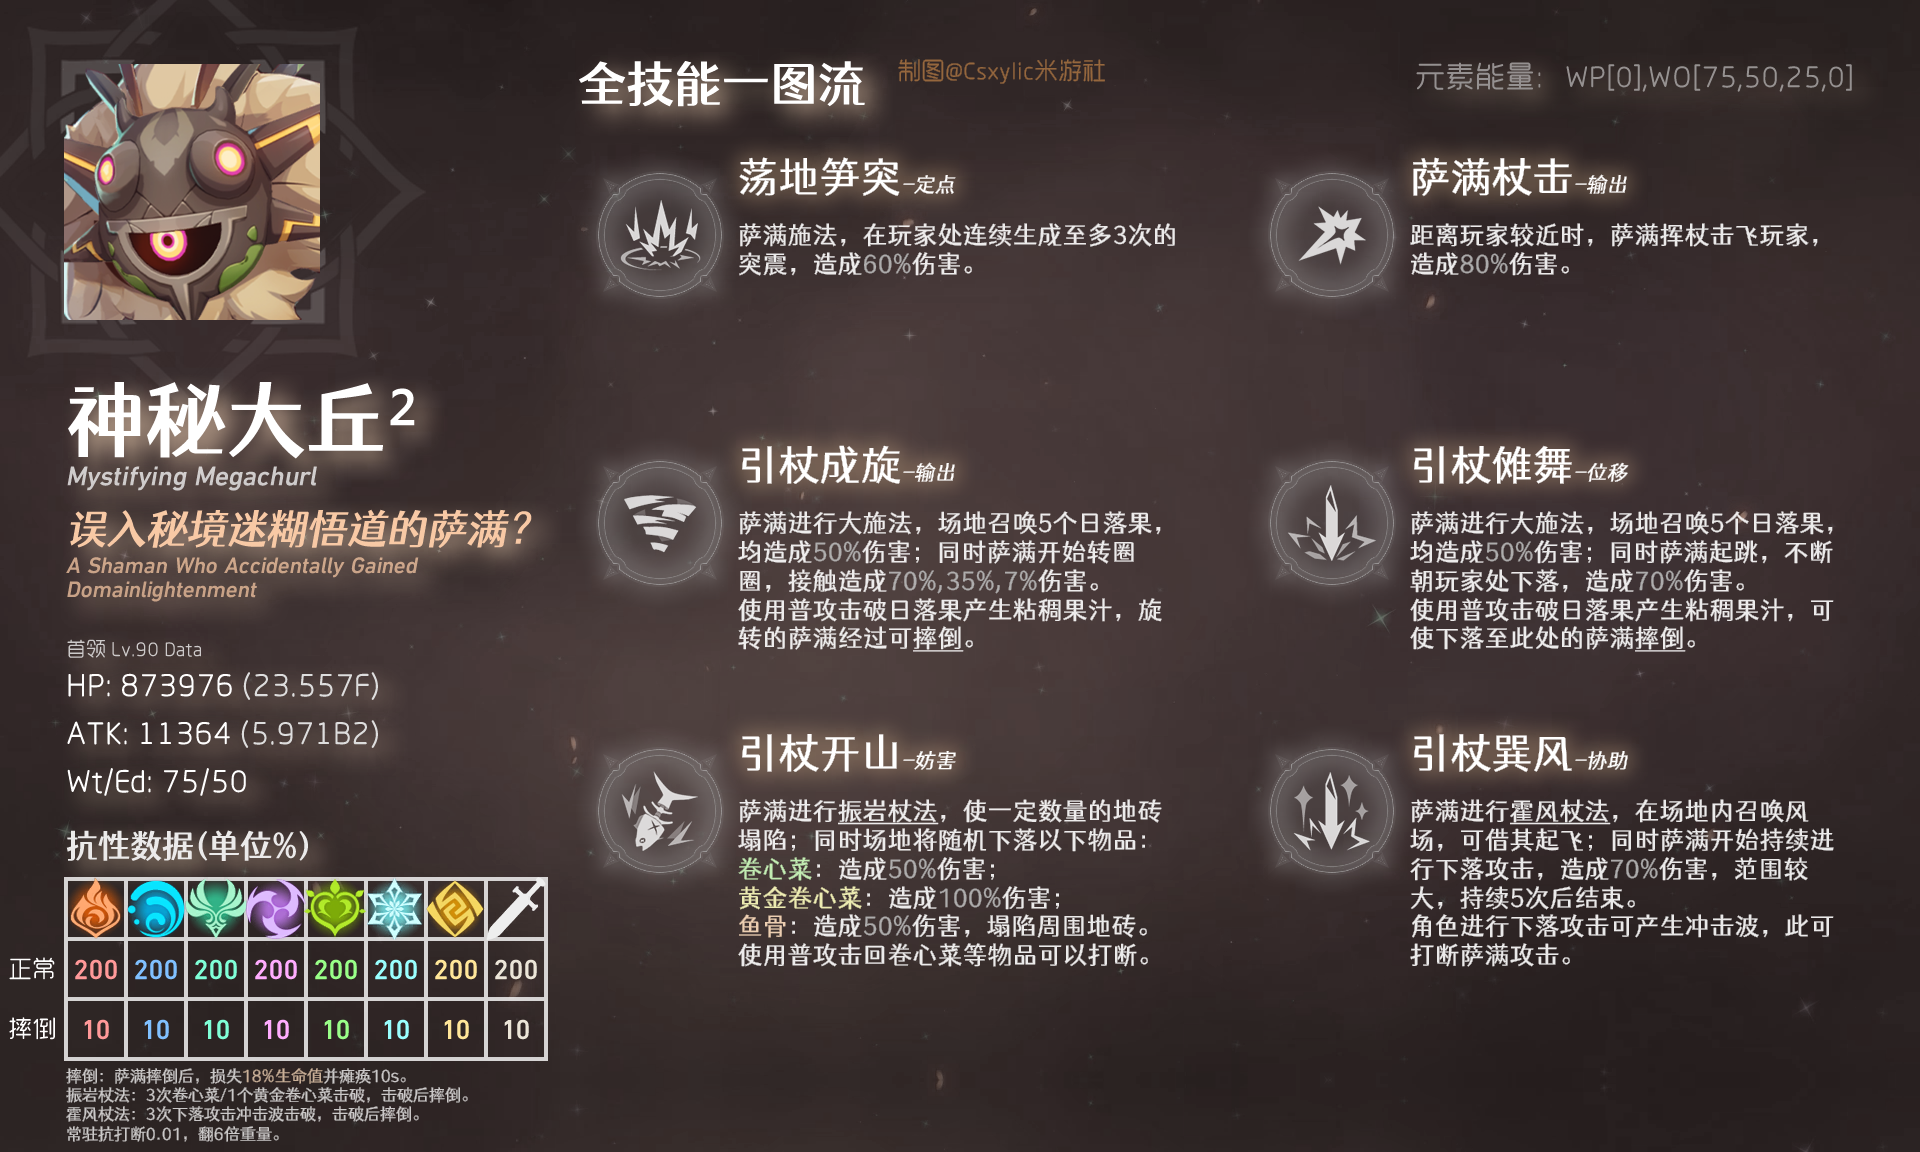 全技能一图流
制图@Csxylic米游社
元素能量: WP[0],WO[75,50,25,0]
神秘大丘²
Mystifying Megachurl
误入秘境迷糊悟道的萨满?
A Shaman Who Accidentally Gained
Domainlightenment
首领 Lv.90 Data
HP: 873976 (23.557F)
ATK: 11364 (5.971B2)
Wt/Ed: 75/50
抗性数据(单位%)
正常 200 200 200 200 200 200 200 200
摔倒 10 10 10 10 10 10 10 10
摔倒：萨满摔倒后，损失18%生命值并瘫痪10s。
振岩杖法：3次卷心菜/1个黄金卷心菜击破，击破后摔倒。
霍风杖法：3次下落攻击冲击波击破，击破后摔倒。
常驻抗打断0.01，翻6倍重量。
荡地笋突-定点
萨满施法，在玩家处连续生成至多3次的
突震，造成60%伤害。
萨满杖击-输出
距离玩家较近时，萨满挥杖击飞玩家，
造成80%伤害。
引杖成旋-输出
萨满进行大施法，场地召唤5个日落果，
均造成50%伤害；同时萨满开始转圈
圈，接触造成70%,35%,7%伤害。
使用普攻击破日落果产生粘稠果汁，旋
转的萨满经过可摔倒。
引杖傩舞-位移
萨满进行大施法，场地召唤5个日落果，
均造成50%伤害；同时萨满起跳，不断
朝玩家处下落，造成70%伤害。
使用普攻击破日落果产生粘稠果汁，可
使下落至此处的萨满摔倒。
引杖开山-妨害
萨满进行振岩杖法，使一定数量的地砖
塌陷；同时场地将随机下落以下物品：
卷心菜：造成50%伤害；
黄金卷心菜：造成100%伤害；
鱼骨：造成50%伤害，塌陷周围地砖。
使用普攻击回卷心菜等物品可以打断。
引杖巽风-协助
萨满进行霍风杖法，在场地内召唤风
场，可借其起飞；同时萨满开始持续进
行下落攻击，造成70%伤害，范围较
大，持续5次后结束。
角色进行下落攻击可产生冲击波，此可
打断萨满攻击。